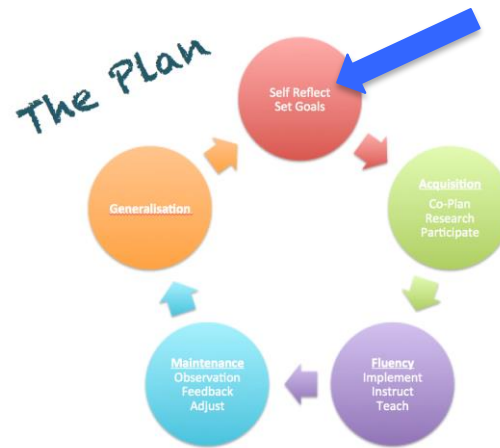 The Plan
Self Reflect
Set Goals
Acquisition
Co-Plan
Research
Participate
Fluency
Implement
Instruct
Teach
Maintenance
Observation
Feedback
Adjust
Generalisation